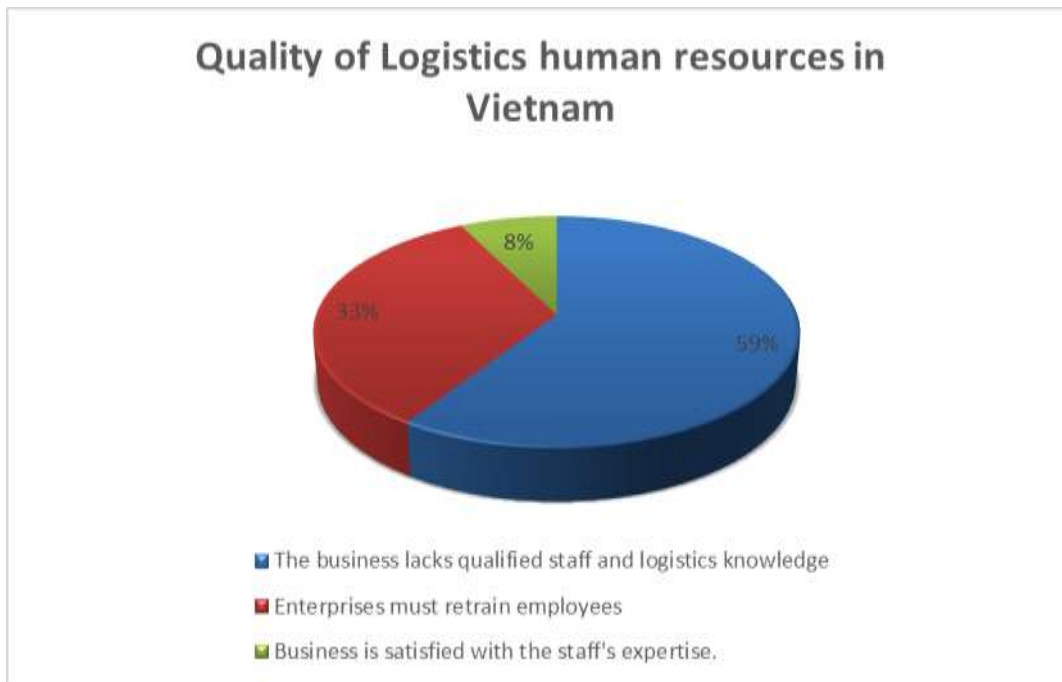 Quality of Logistics human resources in
Vietnam
8%
33%
59%
The business lacks qualified staff and logistics knowledge
Enterprises must retrain employees
Business is satisfied with the staff's expertise.